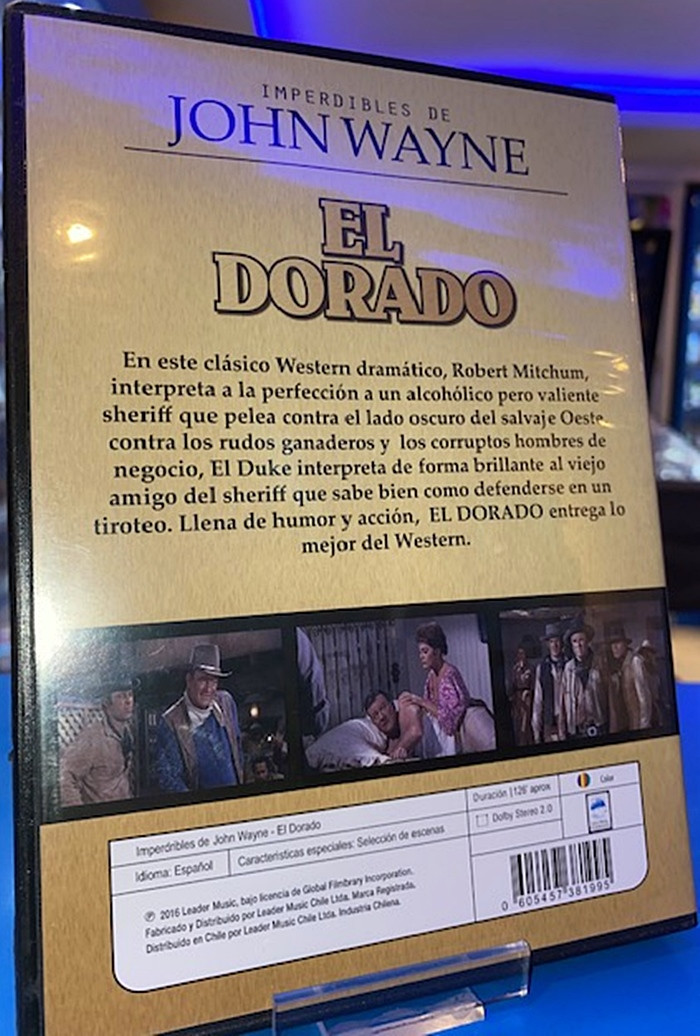 IMPERDIBLES DE
JOHN WAYNE
EL
DORADO
En este clásico Western dramático, Robert Mitchum,
interpreta a la perfección a un alcohólico pero valiente
sheriff que pelea contra el lado oscuro del salvaje Oeste,
contra los rudos ganaderos y los corruptos hombres de
negocio, El Duke interpreta de forma brillante al viejo
amigo del sheriff que sabe bien como defenderse en un
tiroteo. Llena de humor y acción, EL DORADO entrega lo
mejor del Western.
Imperdribles de John Wayne - El Dorado
Idioma: Español
Características especiales: Selección de escenas
Duración |126' aprox
Color
Dolby Stereo 2.0
℗ 2016 Leader Music, bajo licencia de Global Filmbrary Incorporation.
Fabricado y Distribuido por Leader Music Chile Ltda. Marca Registrada.
Distribuido en Chile por Leader Music Chile Ltda. Industria Chilena.
0 605457 381995